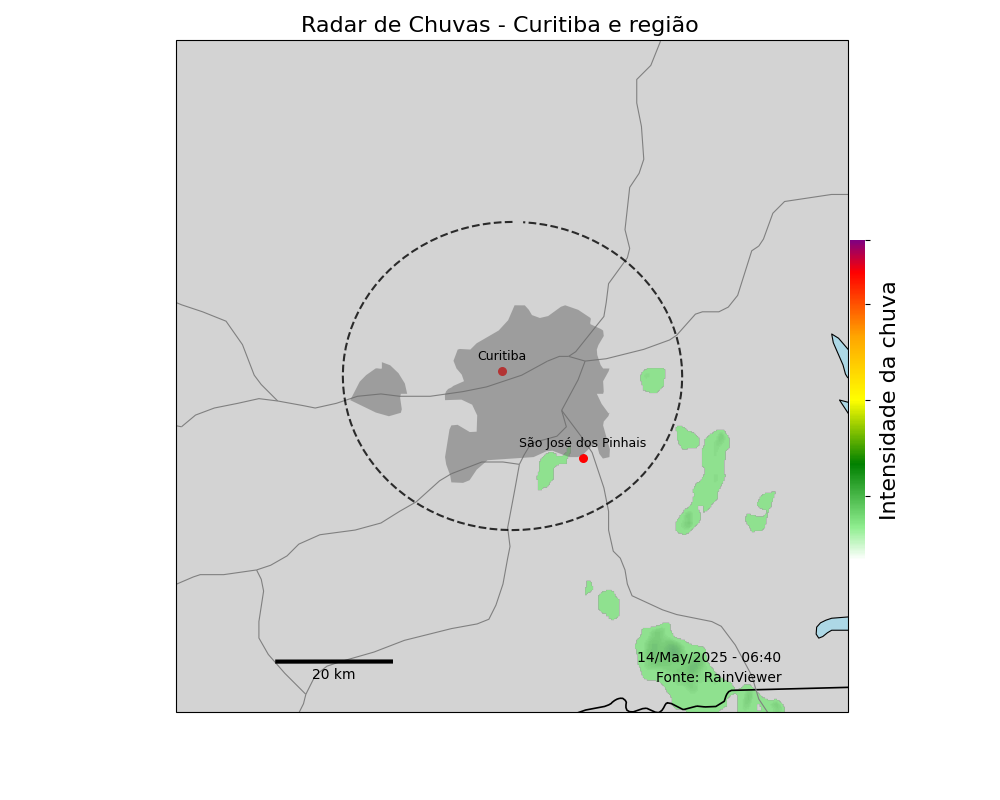 Radar de Chuvas - Curitiba e região
Curitiba
São José dos Pinhais
Intensidade da chuva
14/May/2025 - 06:40
20 km
Fonte: RainViewer